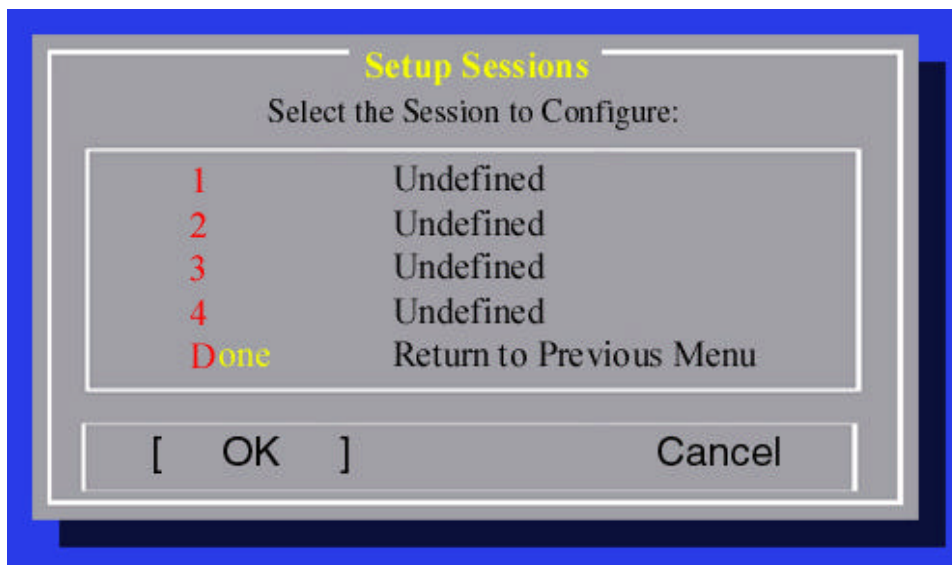 Setup Sessions
Select the Session to Configure:
1 Undefined
2 Undefined
3 Undefined
4 Undefined
Done Return to Previous Menu
[ OK ] Cancel